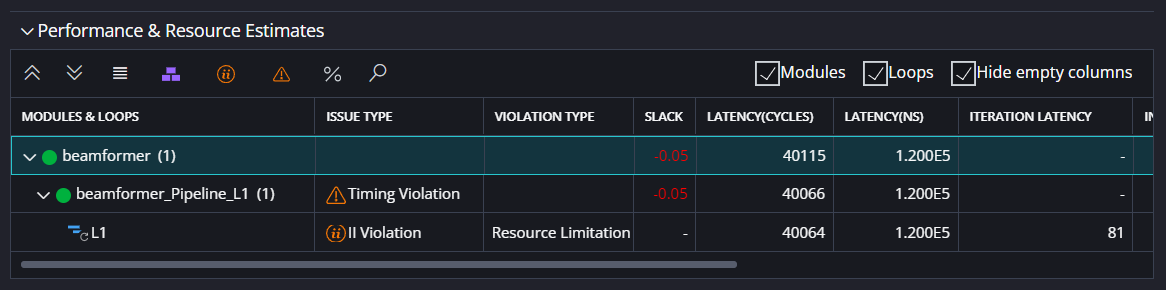 Performance & Resource Estimates
% Modules Loops Hide empty columns
MODULES & LOOPS ISSUE TYPE VIOLATION TYPE SLACK LATENCY(CYCLES) LATENCY(NS) ITERATION LATENCY
beamformer (1) -0.05 40115 1.200E5 -
beamformer_Pipeline_L1 (1) Timing Violation -0.05 40066 1.200E5 -
L1 II Violation Resource Limitation - 40064 1.200E5 81